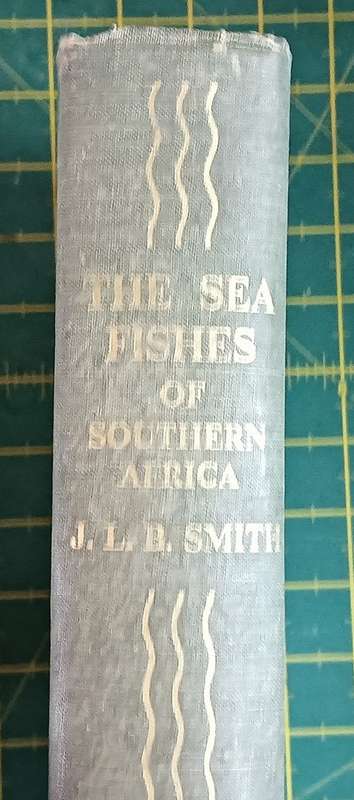 THE SEA
FISHES
OF
SOUTHERN
AFRICA
J. L. B. SMITH